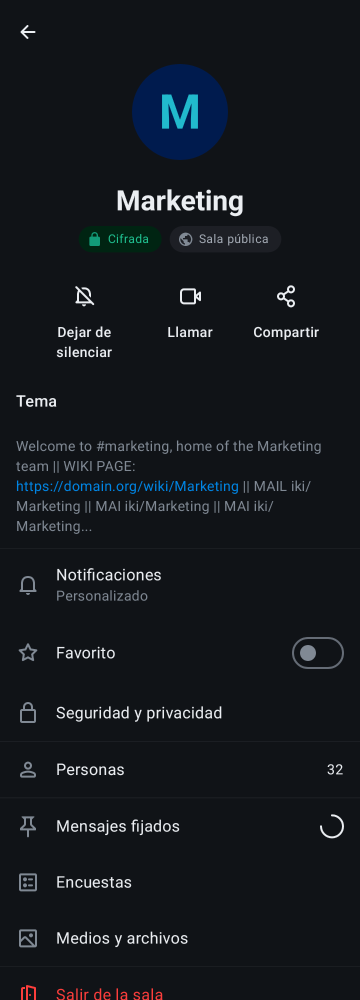 M
Marketing
Cifrada
Sala pública
Dejar de
silenciar
Llamar
Compartir
Tema
Welcome to #marketing, home of the Marketing
team || WIKI PAGE:
https://domain.org/wiki/Marketing || MAIL iki/
Marketing || MAI iki/Marketing || MAI iki/
Marketing...
Notificaciones
Personalizado
Favorito
Seguridad y privacidad
Personas
32
Mensajes fijados
Encuestas
Medios y archivos
Salir de la sala